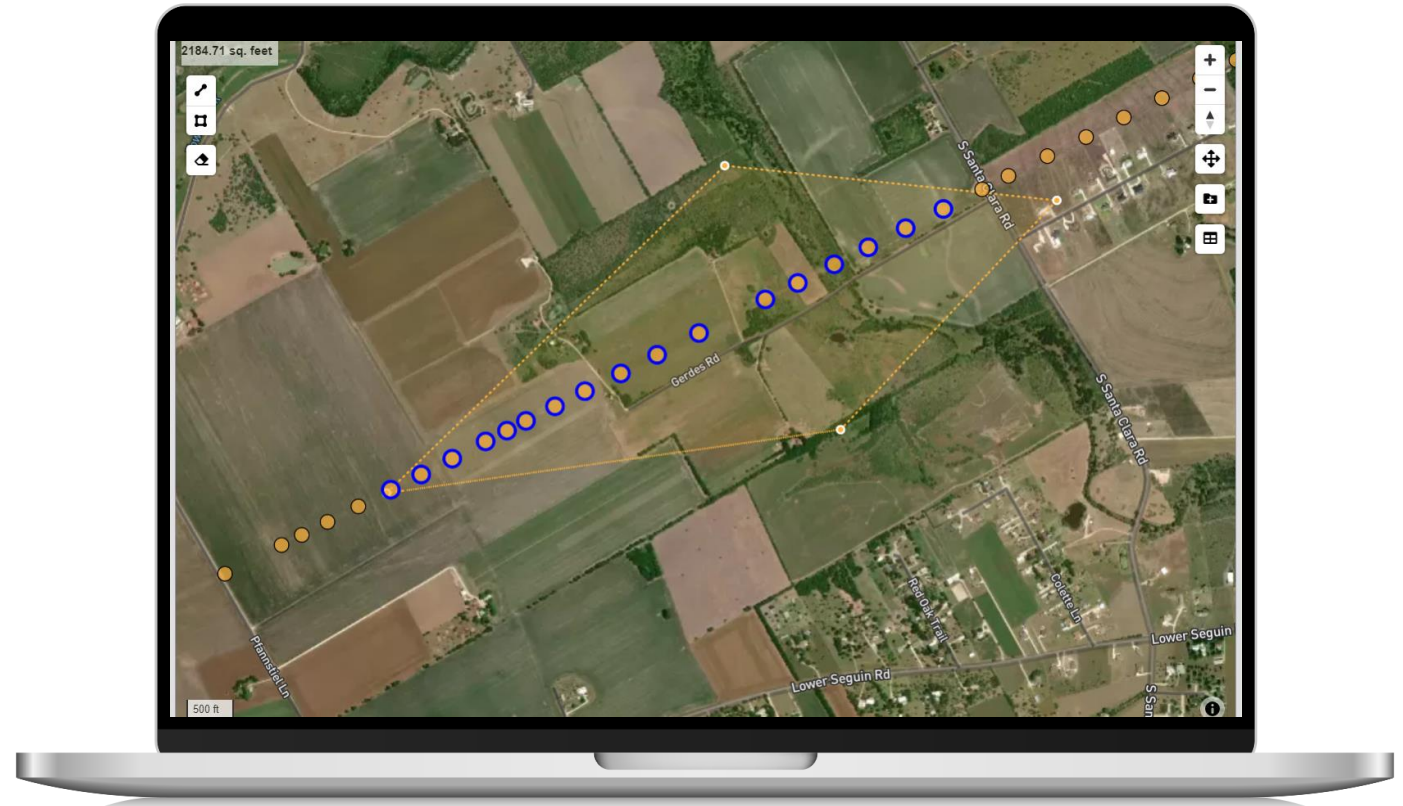 2184.71 sq. feet
S Santa Clara Rd
Gerdes Rd
S Santa Clara Rd
Red Oak Trail
Colette Ln
Pfannstiel Ln
Lower Seguin Rd
Lower Seguin
S San
500 ft